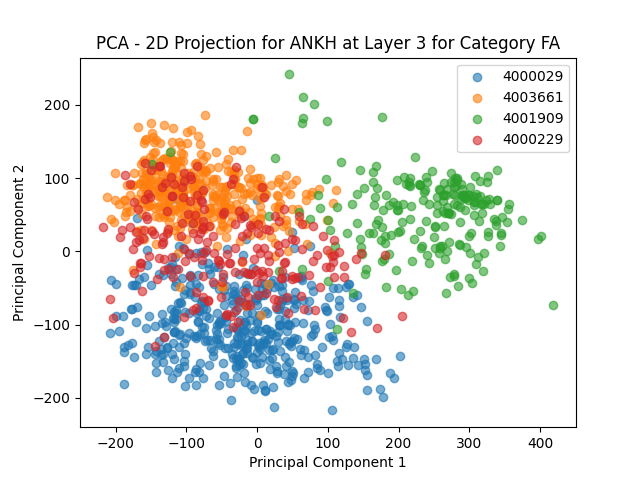 PCA - 2D Projection for ANKH at Layer 3 for Category FA
4000029
4003661
4001909
4000229
Principal Component 2
200
100
0
−100
−200
−200 −100 0 100 200 300 400
Principal Component 1